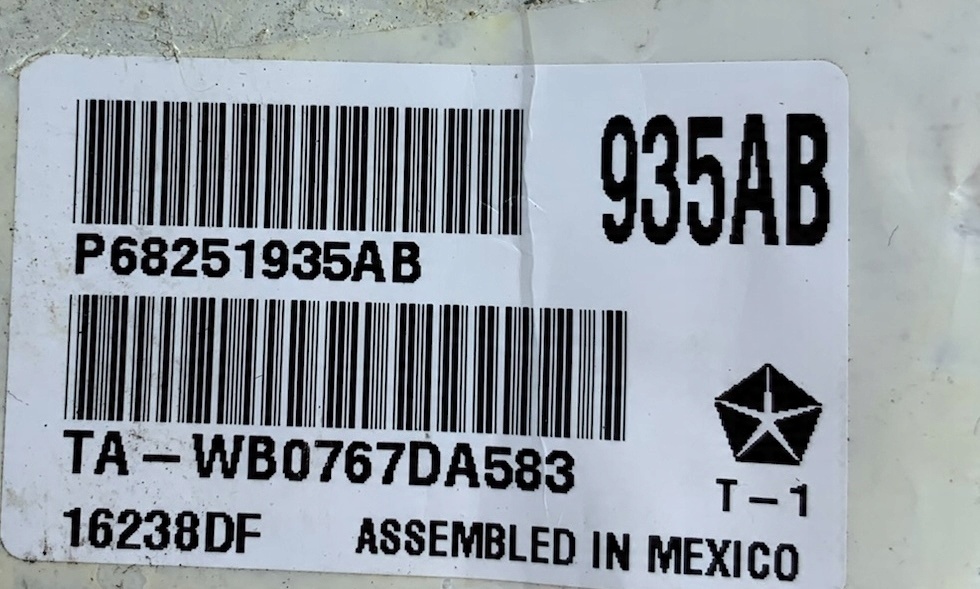 935AB
P68251935AB
TA-WB0767DA583
T-1
16238DF
ASSEMBLED IN MEXICO